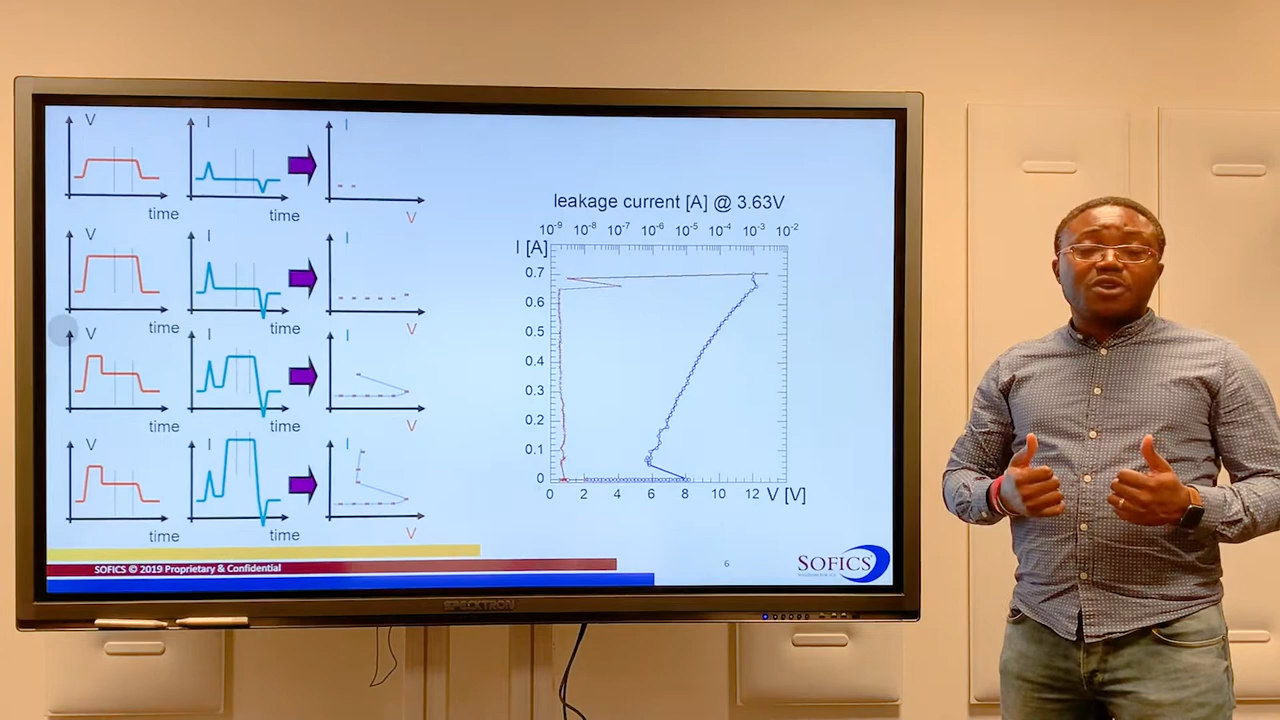 V
I
I
time
time
V
V
I
I
time
time
V
V
I
I
time
time
V
V
I
I
time
time
V
leakage current [A] @ 3.63V
10-9 10-8 10-7 10-6 10-5 10-4 10-3 10-2
I [A]
0.7
0.6
0.5
0.4
0.3
0.2
0.1
0
0 2 4 6 8 10 12 V [V]
SOFICS © 2019 Proprietary & Confidential
6
SOFICS
SPECKTRON